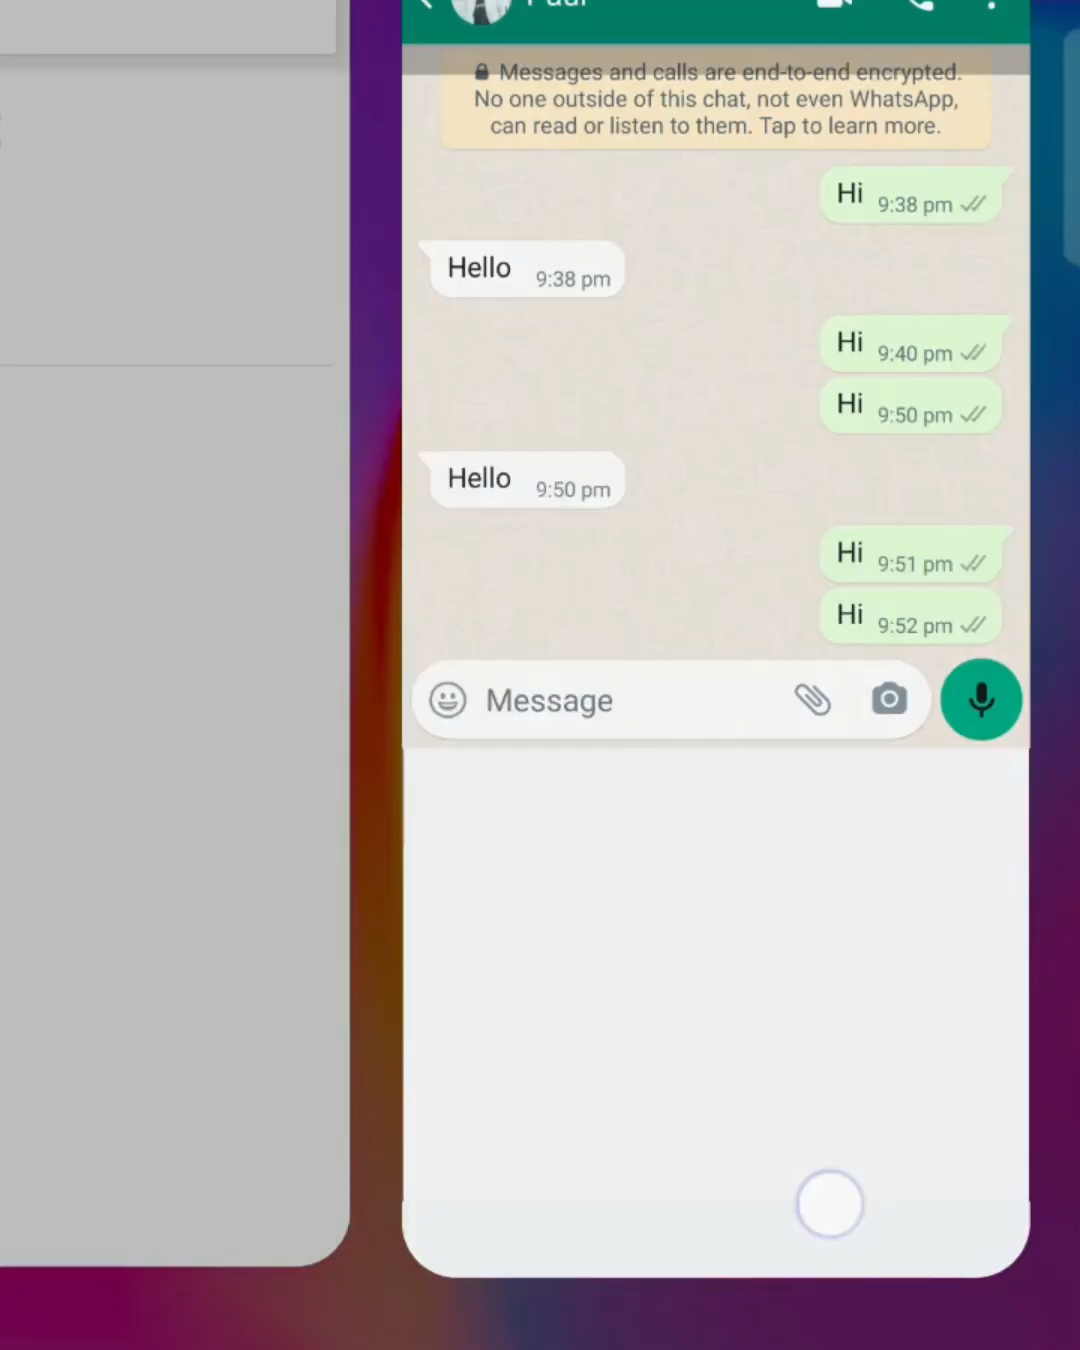 Paul
Messages and calls are end-to-end encrypted.
No one outside of this chat, not even WhatsApp,
can read or listen to them. Tap to learn more.
Hi 9:38 pm
Hello 9:38 pm
Hi 9:40 pm
Hi 9:50 pm
Hello 9:50 pm
Hi 9:51 pm
Hi 9:52 pm
Message